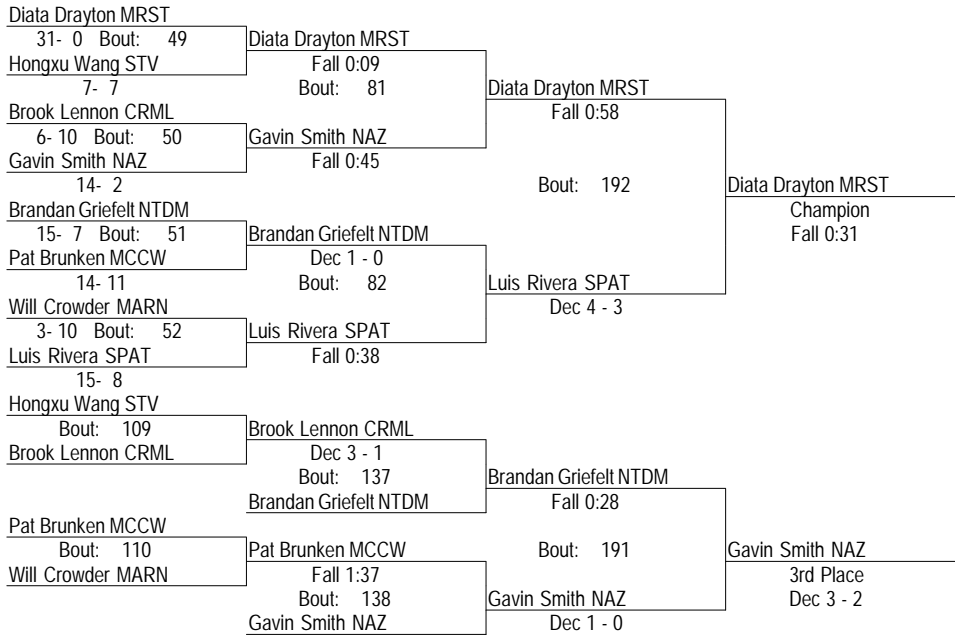 Diata Drayton MRST
31- 0 Bout: 49 Diata Drayton MRST
Hongxu Wang STV Fall 0:09
7- 7 Bout: 81 Diata Drayton MRST
Brook Lennon CRML Fall 0:58
6- 10 Bout: 50 Gavin Smith NAZ
Gavin Smith NAZ Fall 0:45
14- 2 Bout: 192 Diata Drayton MRST
Brandan Griefelt NTDM Champion
15- 7 Bout: 51 Brandan Griefelt NTDM Fall 0:31
Pat Brunken MCCW Dec 1 - 0
14- 11 Bout: 82 Luis Rivera SPAT
Will Crowder MARN Dec 4 - 3
3- 10 Bout: 52 Luis Rivera SPAT
Luis Rivera SPAT Fall 0:38
15- 8
Hongxu Wang STV
Bout: 109 Brook Lennon CRML
Brook Lennon CRML Dec 3 - 1
Bout: 137 Brandan Griefelt NTDM
Brandan Griefelt NTDM Fall 0:28
Pat Brunken MCCW
Bout: 110 Pat Brunken MCCW Bout: 191 Gavin Smith NAZ
Will Crowder MARN Fall 1:37 3rd Place
Bout: 138 Gavin Smith NAZ Dec 3 - 2
Gavin Smith NAZ Dec 1 - 0